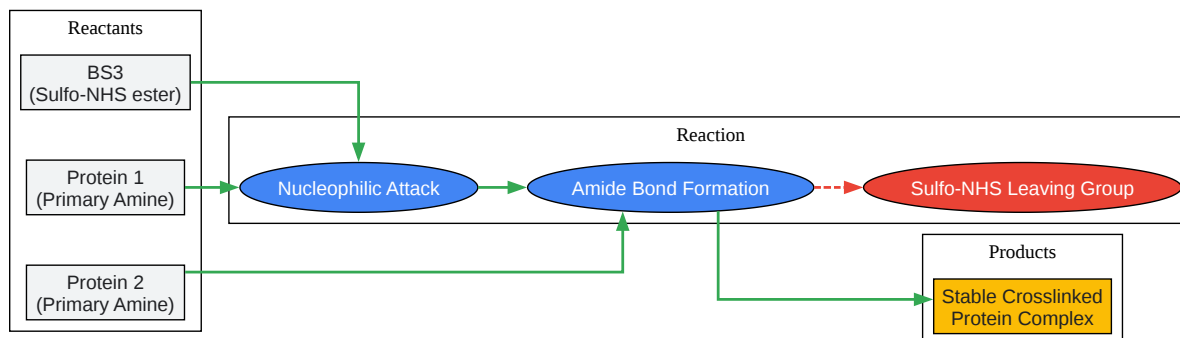 Reactants
BS3
(Sulfo-NHS ester)
Reaction
Protein 1
(Primary Amine)
Nucleophilic Attack
Amide Bond Formation
Sulfo-NHS Leaving Group
Protein 2
(Primary Amine)
Products
Stable Crosslinked
Protein Complex